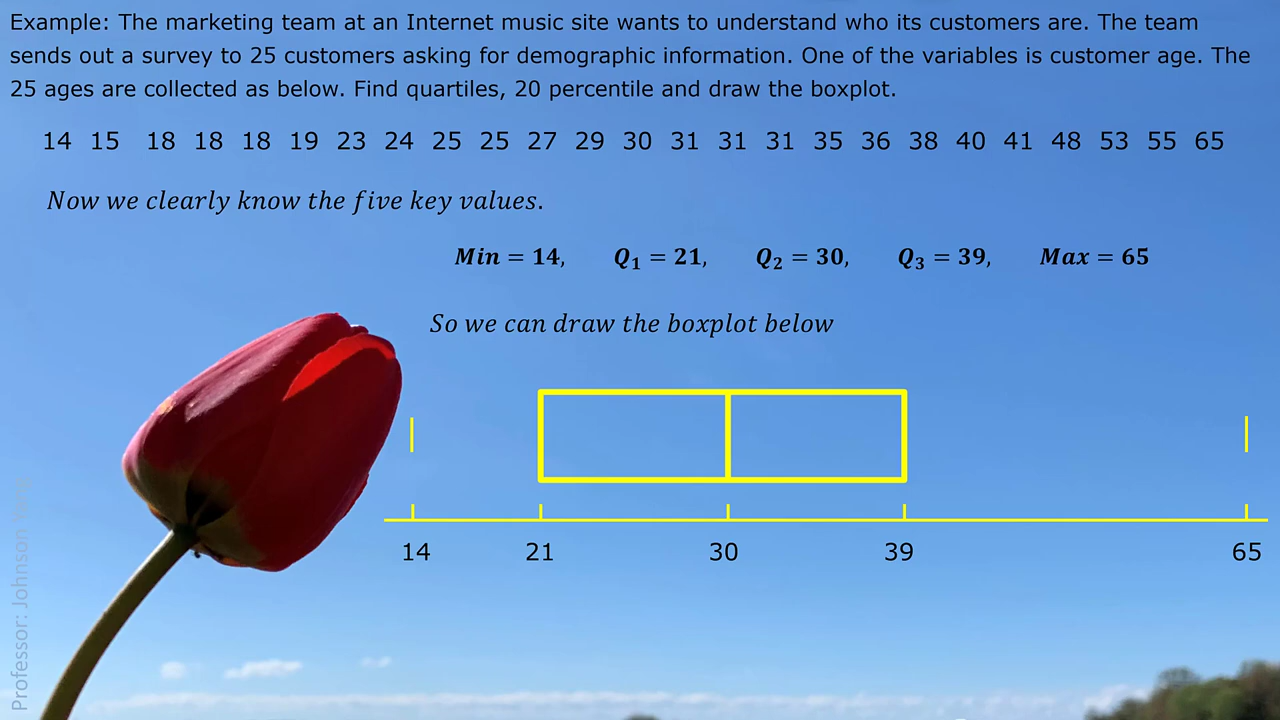 Example: The marketing team at an Internet music site wants to understand who its customers are. The team
sends out a survey to 25 customers asking for demographic information. One of the variables is customer age. The
25 ages are collected as below. Find quartiles, 20 percentile and draw the boxplot.
14 15 18 18 18 19 23 24 25 25 27 29 30 31 31 31 35 36 38 40 41 48 53 55 65
Now we clearly know the five key values.
Min = 14, Q₁ = 21, Q₂ = 30, Q₃ = 39, Max = 65
So we can draw the boxplot below
14 21 30 39 65
Professor: Johnson